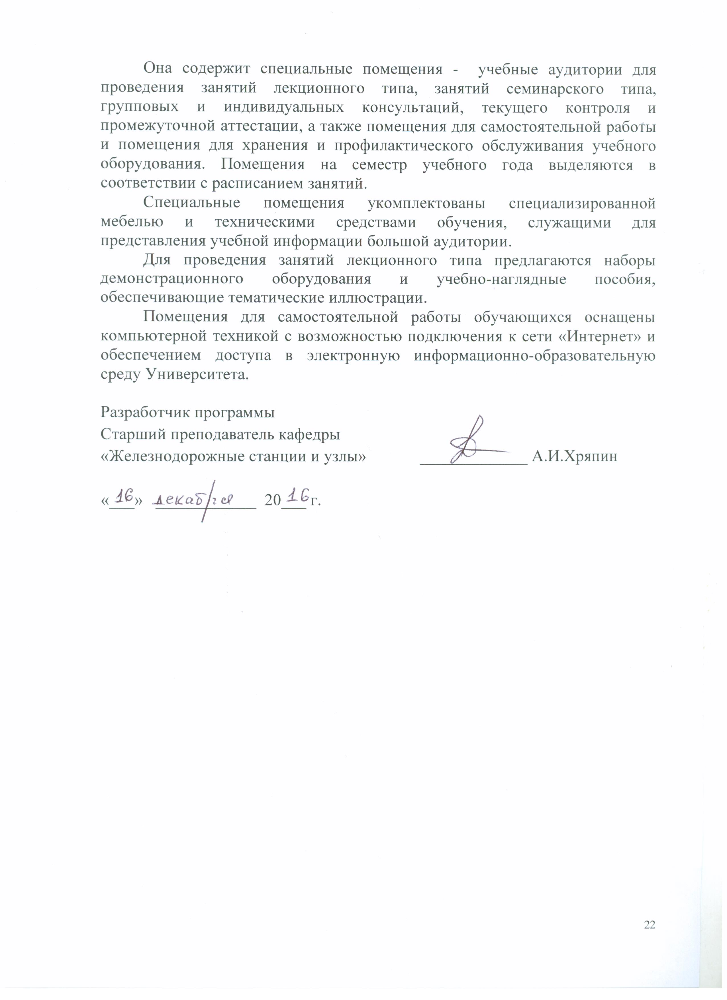 Она содержит специальные помещения - учебные аудитории для
проведения занятий лекционного типа, занятий семинарского типа,
групповых и индивидуальных консультаций, текущего контроля и
промежуточной аттестации, а также помещения для самостоятельной работы
и помещения для хранения и профилактического обслуживания учебного
оборудования. Помещения на семестр учебного года выделяются в
соответствии с расписанием занятий.
Специальные помещения укомплектованы специализированной
мебелью и техническими средствами обучения, служащими для
представления учебной информации большой аудитории.
Для проведения занятий лекционного типа предлагаются наборы
демонстрационного оборудования и учебно-наглядные пособия,
обеспечивающие тематические иллюстрации.
Помещения для самостоятельной работы обучающихся оснащены
компьютерной техникой с возможностью подключения к сети «Интернет» и
обеспечением доступа в электронную информационно-образовательную
среду Университета.
Разработчик программы
Старший преподаватель кафедры
«Железнодорожные станции и узлы» А.И.Хряпин
«16» декабря 2016 г.
22